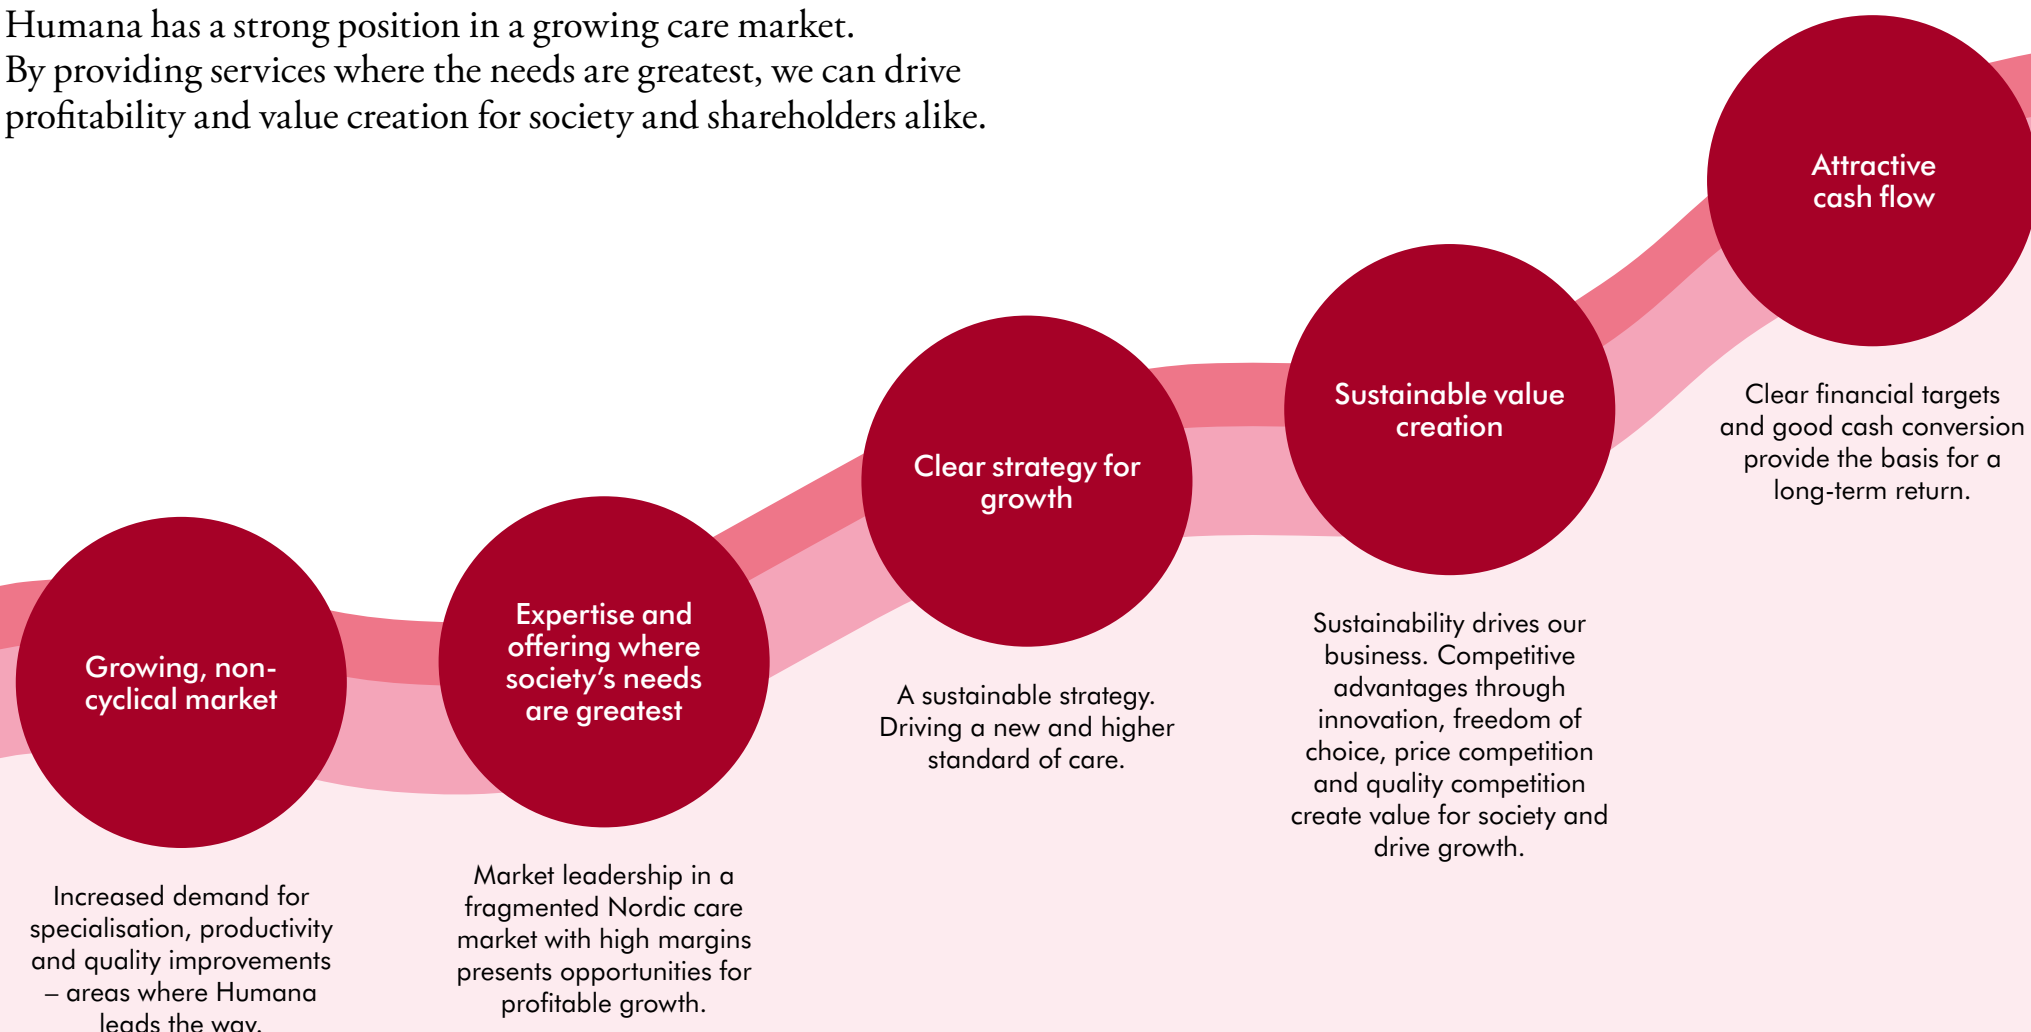 Humana has a strong position in a growing care market.
By providing services where the needs are greatest, we can drive
profitability and value creation for society and shareholders alike.
Growing, non-
cyclical market
Increased demand for
specialisation, productivity
and quality improvements
– areas where Humana
leads the way.
Expertise and
offering where
society’s needs
are greatest
Market leadership in a
fragmented Nordic care
market with high margins
presents opportunities for
profitable growth.
Clear strategy for
growth
A sustainable strategy.
Driving a new and higher
standard of care.
Sustainable value
creation
Sustainability drives our
business. Competitive
advantages through
innovation, freedom of
choice, price competition
and quality competition
create value for society and
drive growth.
Attractive
cash flow
Clear financial targets
and good cash conversion
provide the basis for a
long-term return.